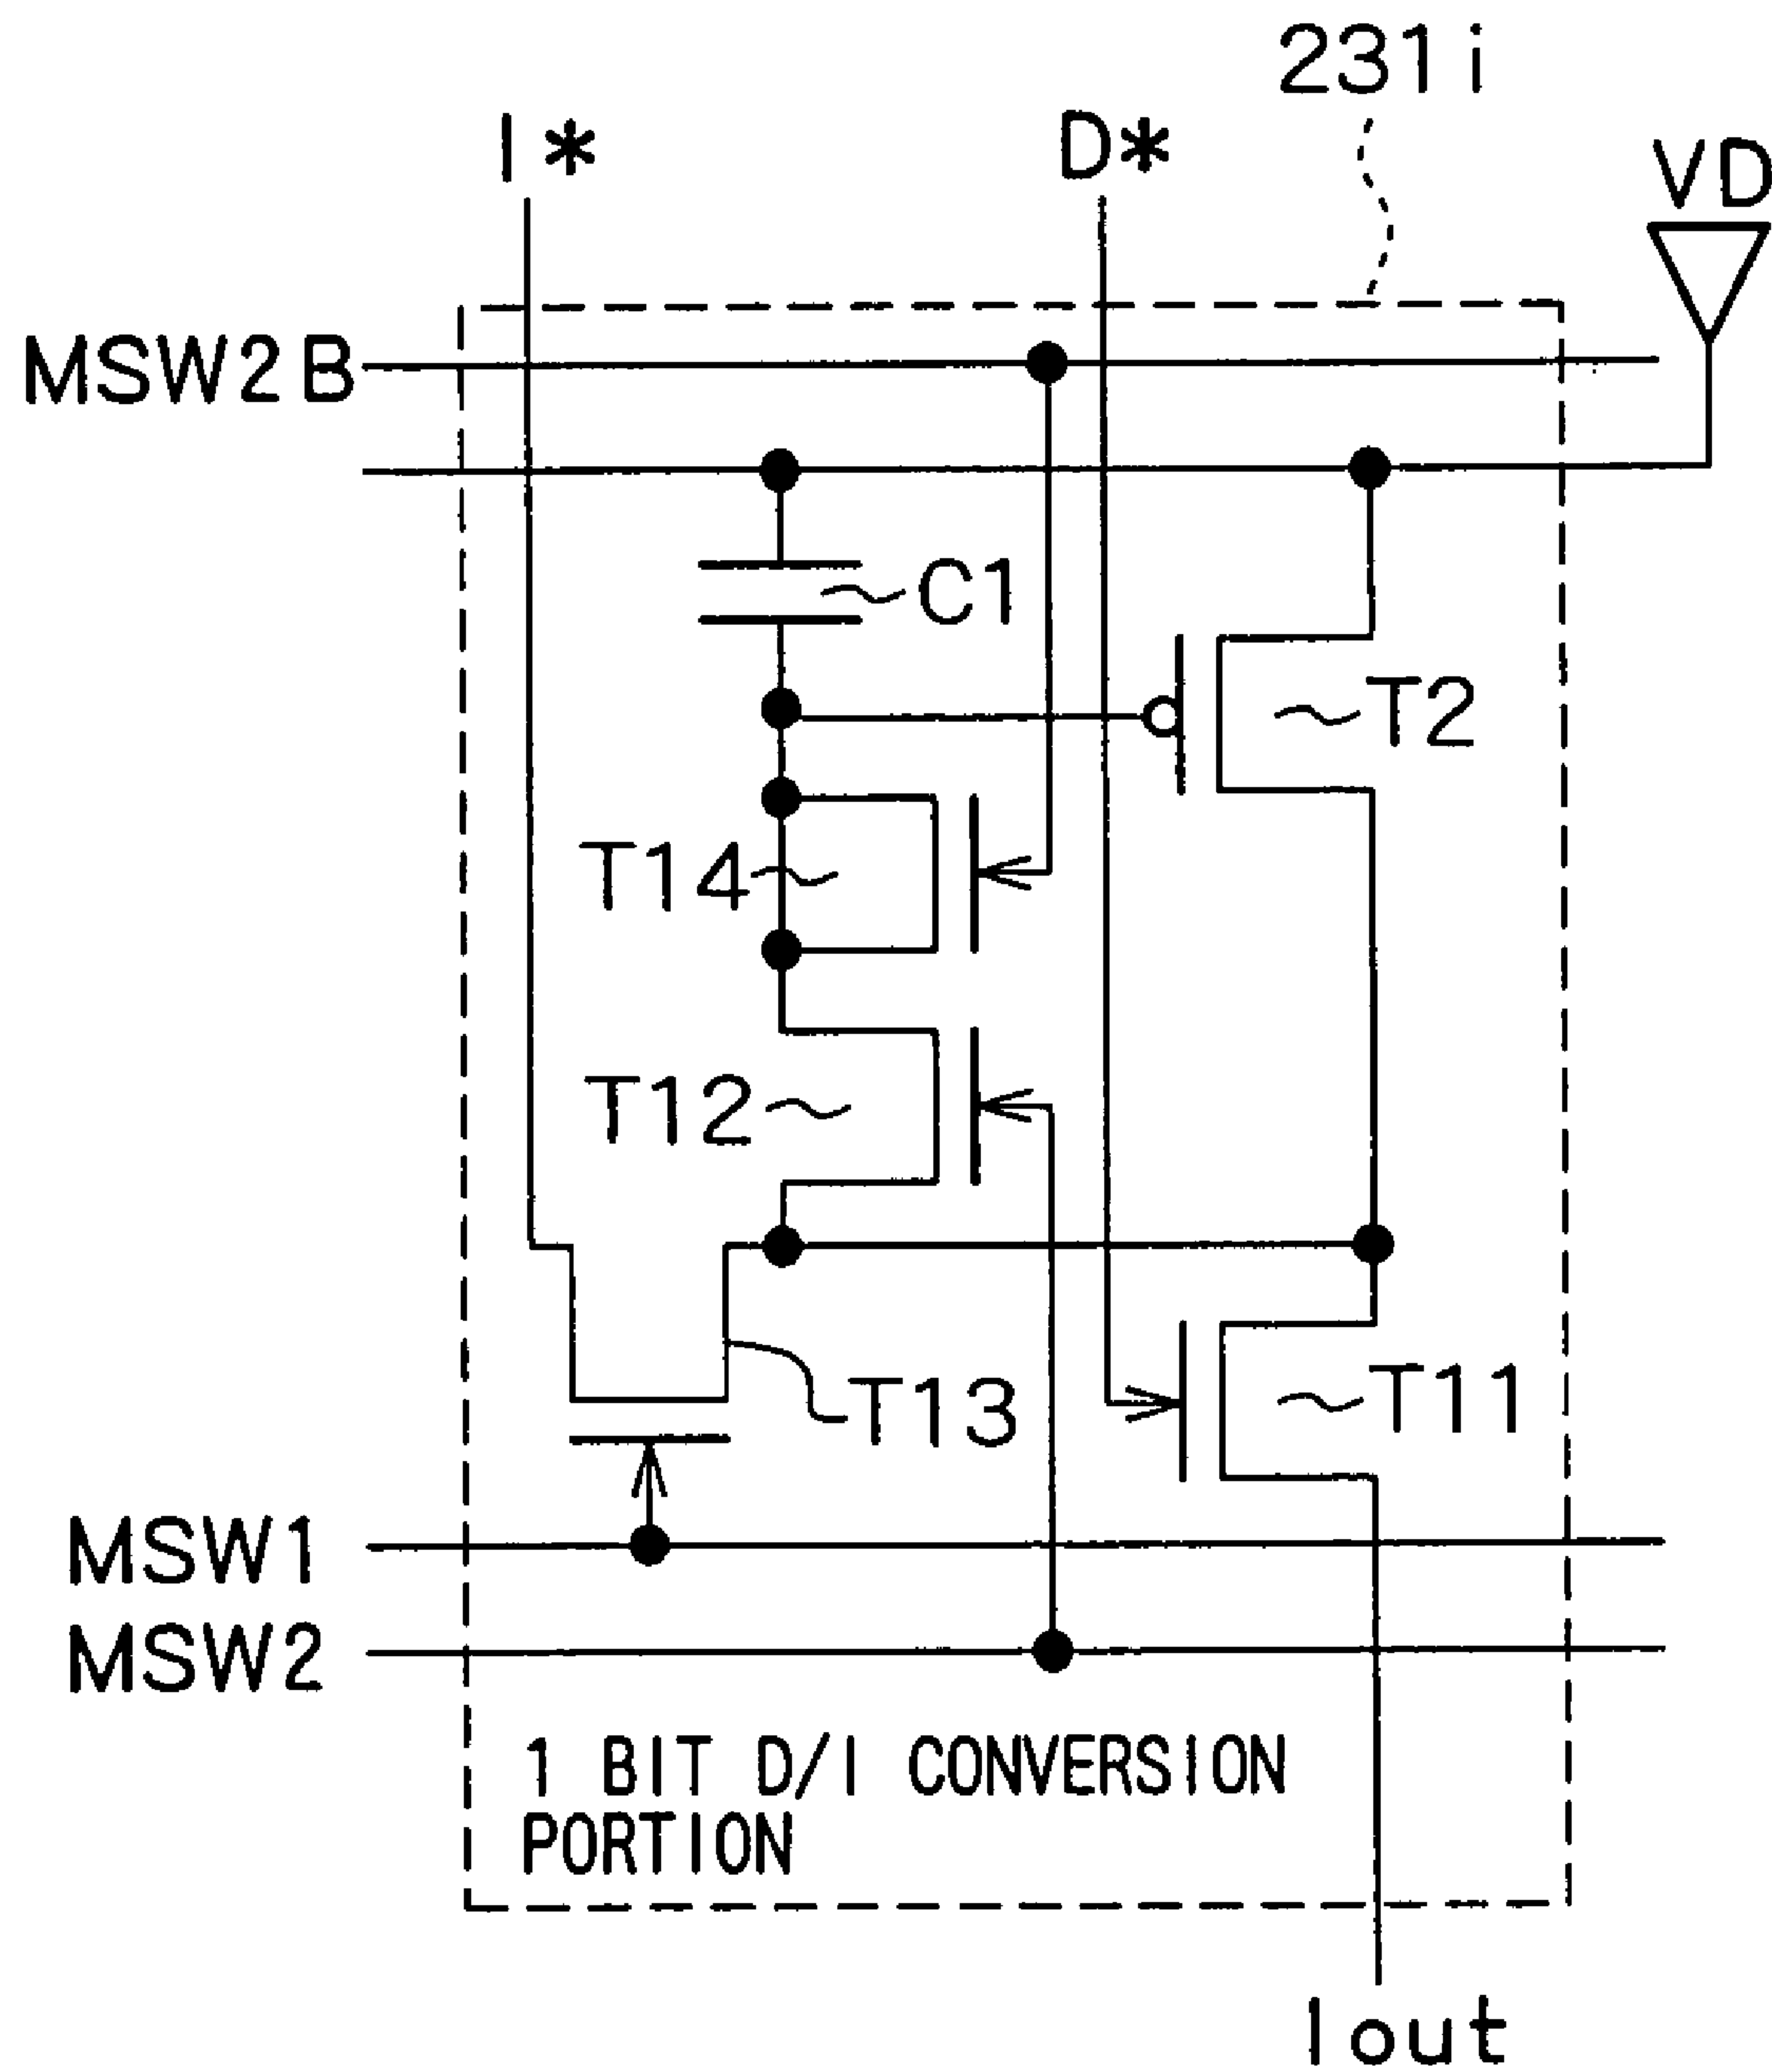 231i
I*
D*
VD
MSW2B
C1
T2
T14
T12
T13
T11
MSW1
MSW2
1 BIT D/I CONVERSION
PORTION
Iout